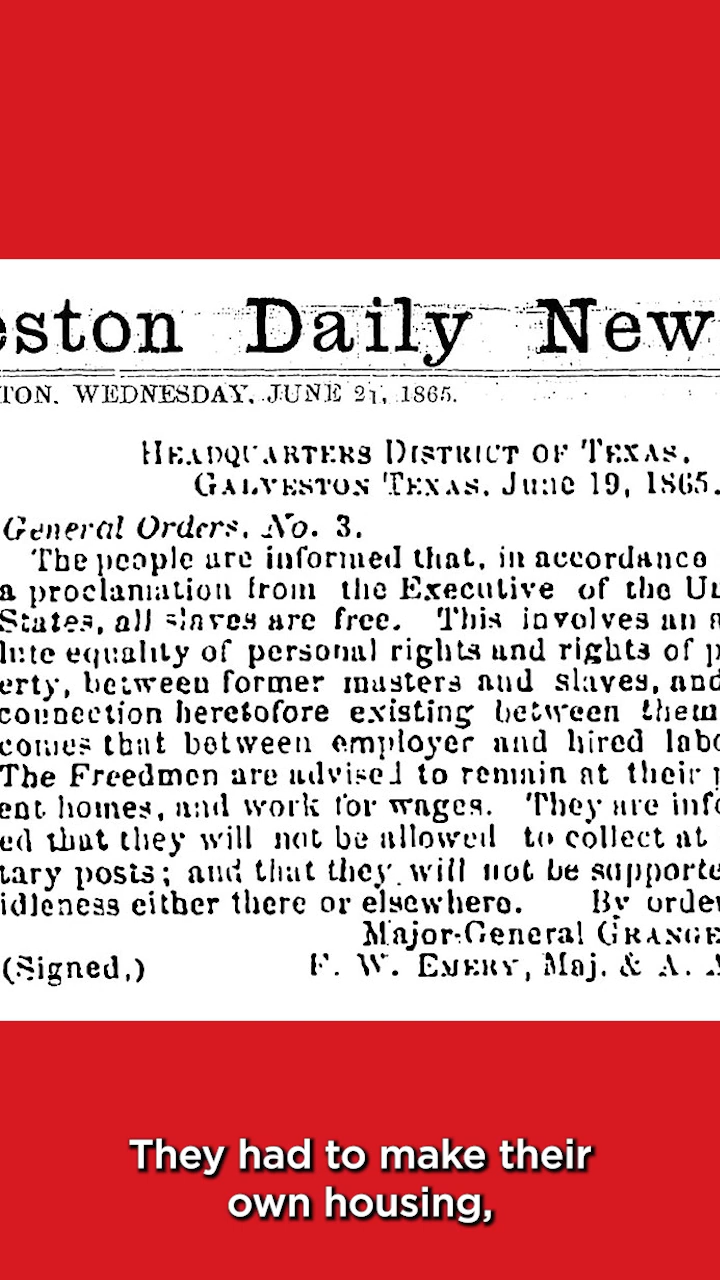 eston Daily New
TON. WEDNESDAY, JUNE 21, 1865.
HEADQUARTERS DISTRICT OF TEXAS.
GALVESTON TEXAS, June 19, 1865.
General Orders, No. 3.
The people are informed that, in accordance
a proclamation from the Executive of the Un
States, all slaves are free. This involves an a
lute equality of personal rights and rights of p
erty, between former masters and slaves, and
connection heretofore existing between them
comes that between employer and hired labo
The Freedmen are advised to remain at their p
ent homes, and work for wages. They are info
ed that they will not be allowed to collect at
tary posts; and that they will not be supporte
idleness either there or elsewhere. By order
Major-General GRANGE
(Signed,) F. W. EMERY, Maj. & A. A
They had to make their
own housing,